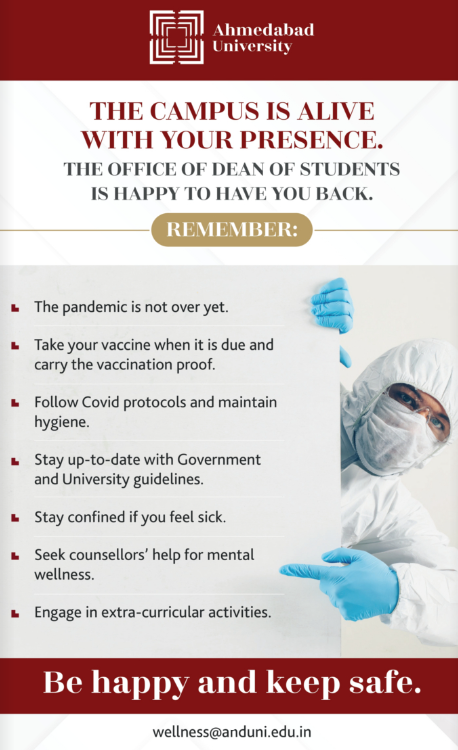 Ahmedabad
University
THE CAMPUS IS ALIVE
WITH YOUR PRESENCE.
THE OFFICE OF DEAN OF STUDENTS
IS HAPPY TO HAVE YOU BACK.
REMEMBER:
The pandemic is not over yet.
Take your vaccine when it is due and
carry the vaccination proof.
Follow Covid protocols and maintain
hygiene.
Stay up-to-date with Government
and University guidelines.
Stay confined if you feel sick.
Seek counsellors' help for mental
wellness.
Engage in extra-curricular activities.
Be happy and keep safe.
wellness@anduni.edu.in